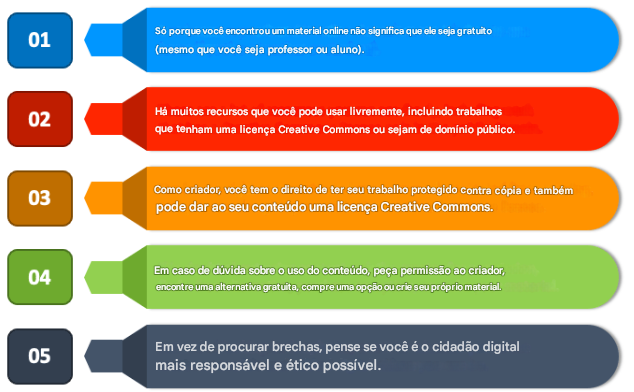 01
Só porque você encontrou um material online não significa que ele seja gratuito
(mesmo que você seja professor ou aluno).
02
Há muitos recursos que você pode usar livremente, incluindo trabalhos
que tenham uma licença Creative Commons ou sejam de domínio público.
03
Como criador, você tem o direito de ter seu trabalho protegido contra cópia e também
pode dar ao seu conteúdo uma licença Creative Commons.
04
Em caso de dúvida sobre o uso do conteúdo, peça permissão ao criador,
encontre uma alternativa gratuita, compre uma opção ou crie seu próprio material.
05
Em vez de procurar brechas, pense se você é o cidadão digital
mais responsável e ético possível.